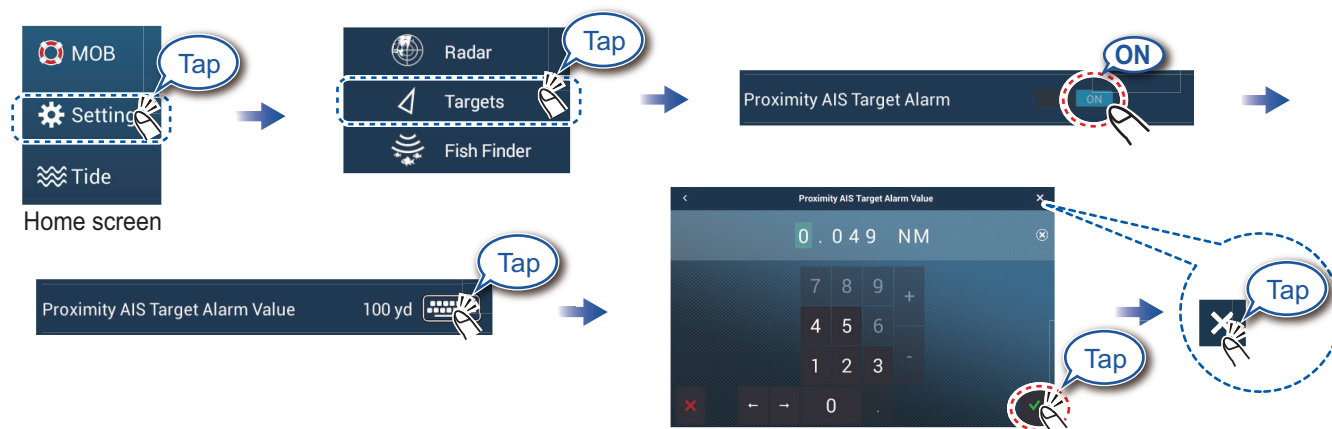 MOB
Tap
Setting
Tide
Home screen
Radar
Tap
Targets
Fish Finder
ON
Proximity AIS Target Alarm
ON
Proximity AIS Target Alarm Value 100 yd
Tap
< Proximity AIS Target Alarm Value ×
0.049 NM
7 8 9 +
4 5 6
1 2 3 -
← → 0 .
Tap
Tap